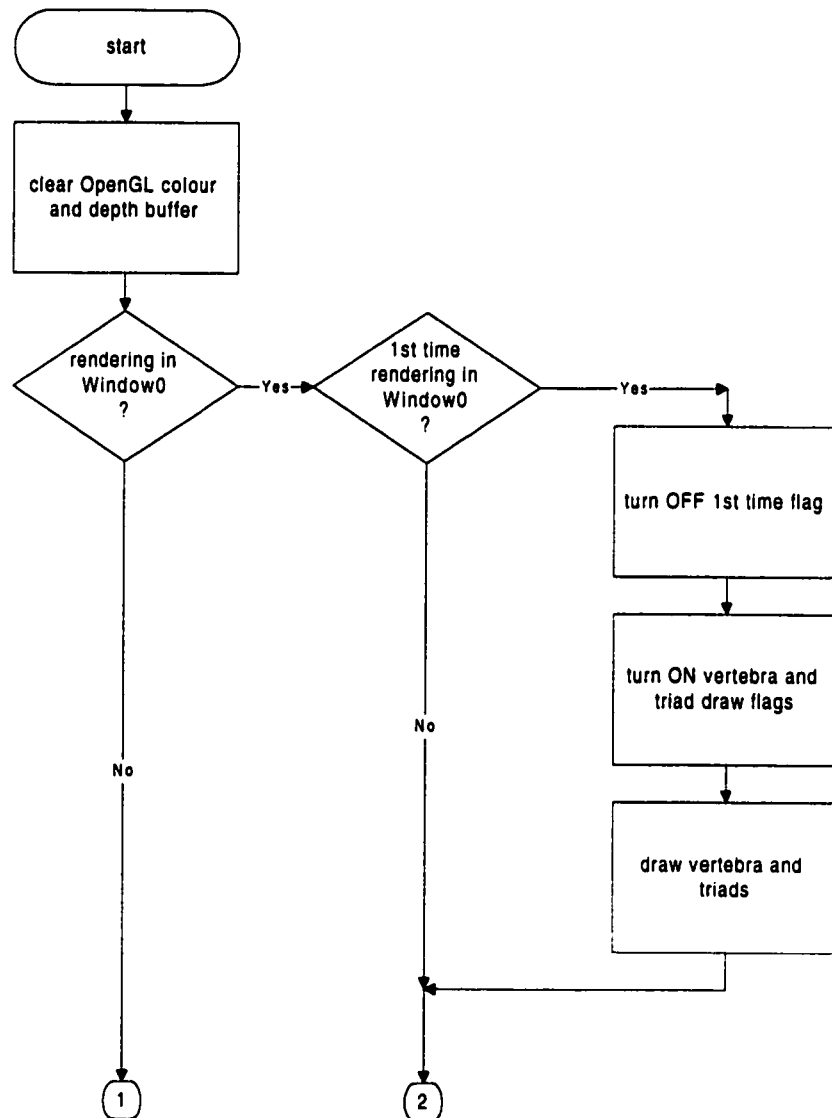 start
clear OpenGL colour
and depth buffer
rendering in
Window0
?
Yes
1st time
rendering in
Window0
?
Yes
turn OFF 1st time flag
turn ON vertebra and
triad draw flags
No
No
draw vertebra and
triads
1
2